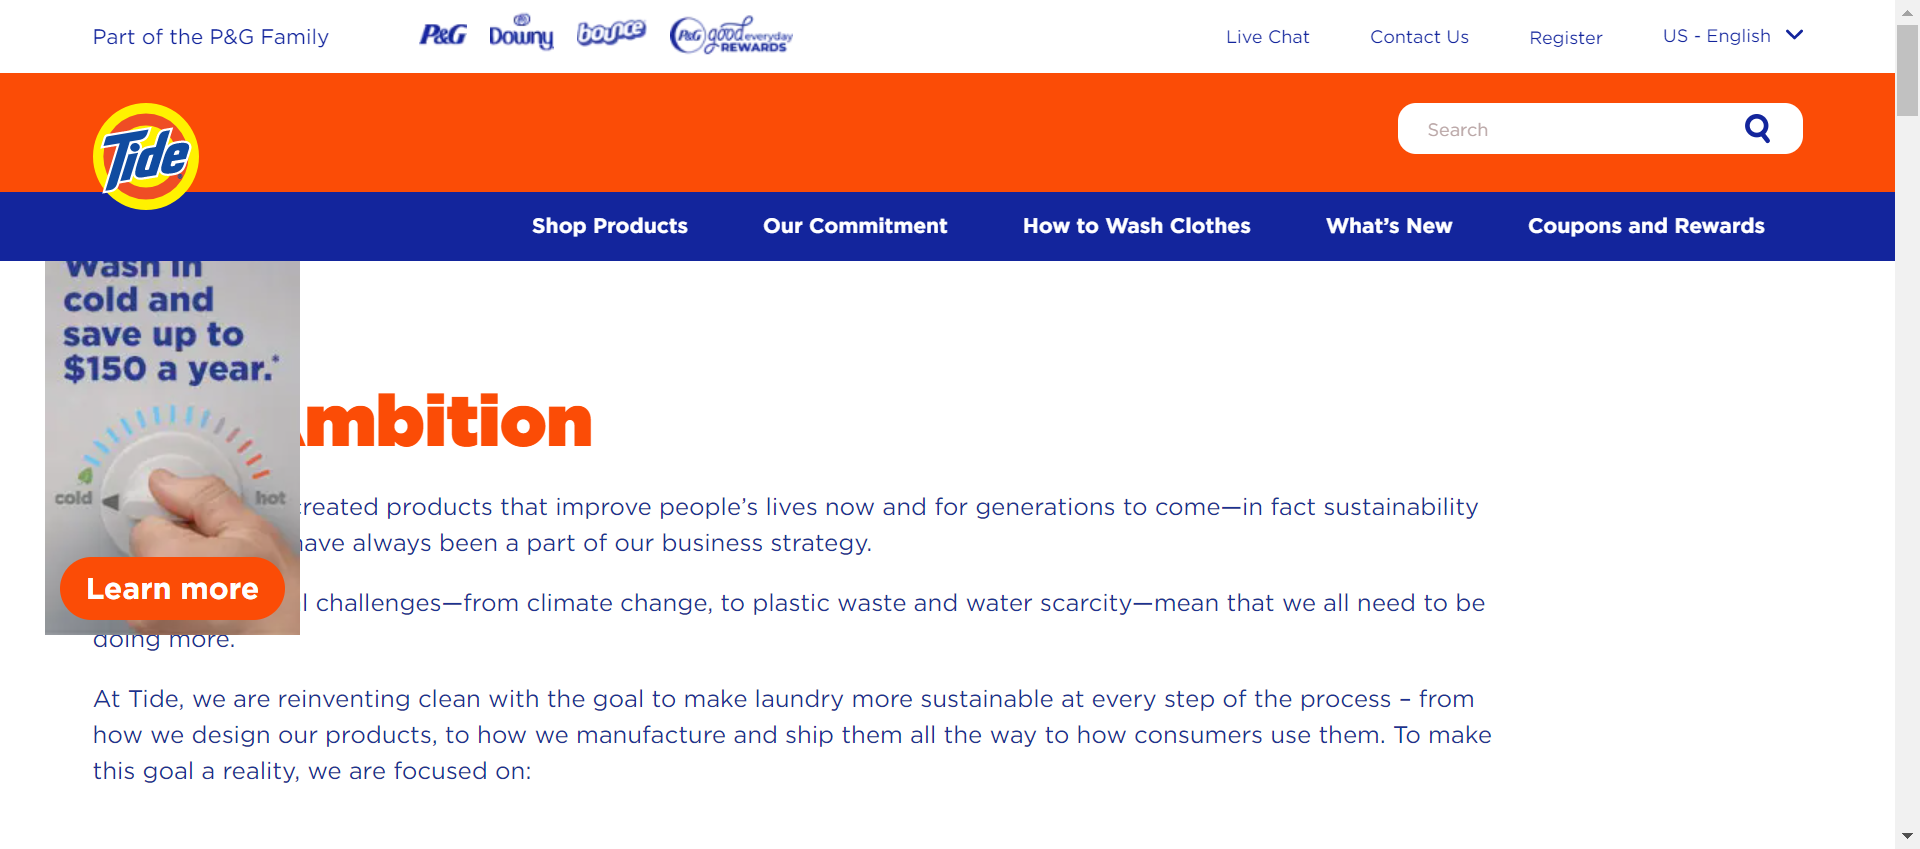 Part of the P&G Family
P&G
Downy
bounce
P&G good everyday
REWARDS
Live Chat
Contact Us
Register
US - English
Tide
Search
Shop Products
Our Commitment
How to Wash Clothes
What's New
Coupons and Rewards
Wash in
cold and
save up to
$150 a year.*
cold
hot
Learn more
mbition
created products that improve people's lives now and for generations to come—in fact sustainability
have always been a part of our business strategy.
l challenges—from climate change, to plastic waste and water scarcity—mean that we all need to be
doing more.
At Tide, we are reinventing clean with the goal to make laundry more sustainable at every step of the process – from
how we design our products, to how we manufacture and ship them all the way to how consumers use them. To make
this goal a reality, we are focused on: